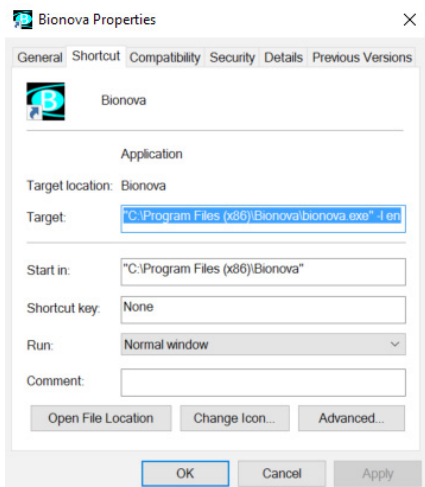 Bionova Properties
General Shortcut Compatibility Security Details Previous Versions
Bionova
Application
Target location: Bionova
Target: "C:\Program Files (x86)\Bionova\bionova.exe" -l en
Start in: "C:\Program Files (x86)\Bionova"
Shortcut key: None
Run: Normal window
Comment:
Open File Location Change Icon... Advanced...
OK Cancel Apply